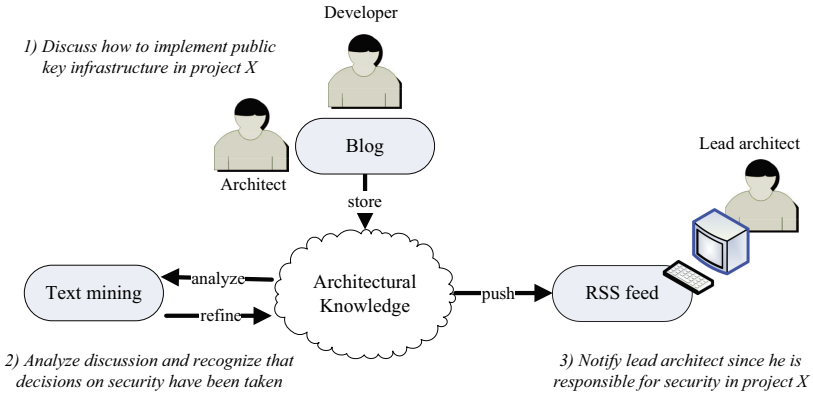 Developer
1) Discuss how to implement public
key infrastructure in project X
Blog
Architect
Lead architect
store
Text mining
analyze
refine
Architectural
Knowledge
push
RSS feed
2) Analyze discussion and recognize that
decisions on security have been taken
3) Notify lead architect since he is
responsible for security in project X